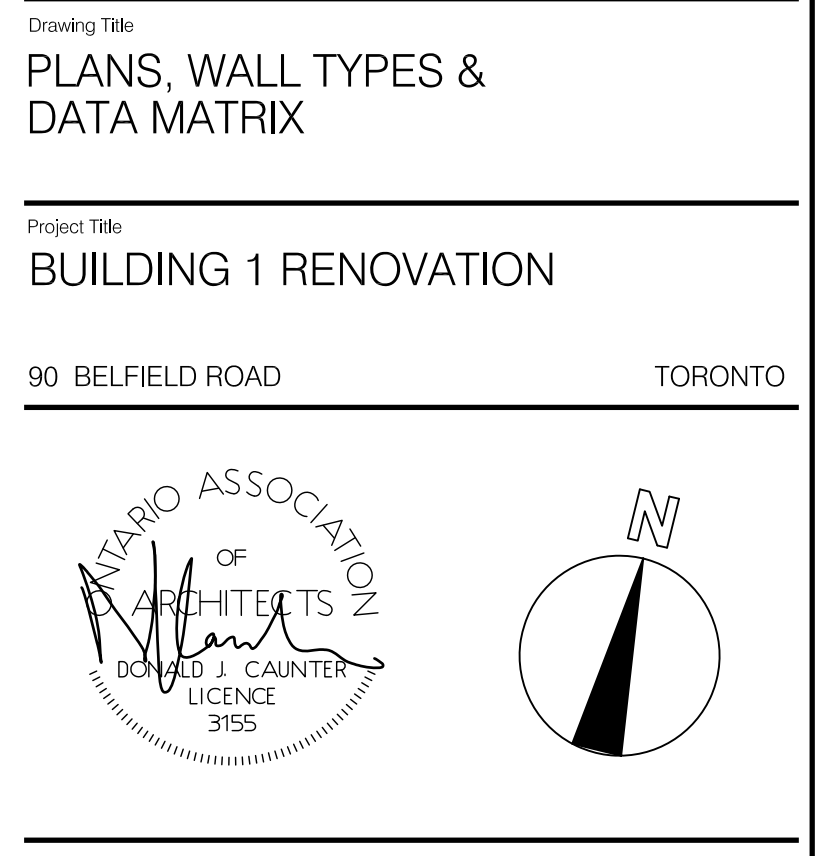 Drawing Title
PLANS, WALL TYPES &
DATA MATRIX
Project Title
BUILDING 1 RENOVATION
90 BELFIELD ROAD TORONTO
ONTARIO ASSOCIATION
OF
ARCHITECTS
DONALD J. CAUNTER
LICENCE
3155
N